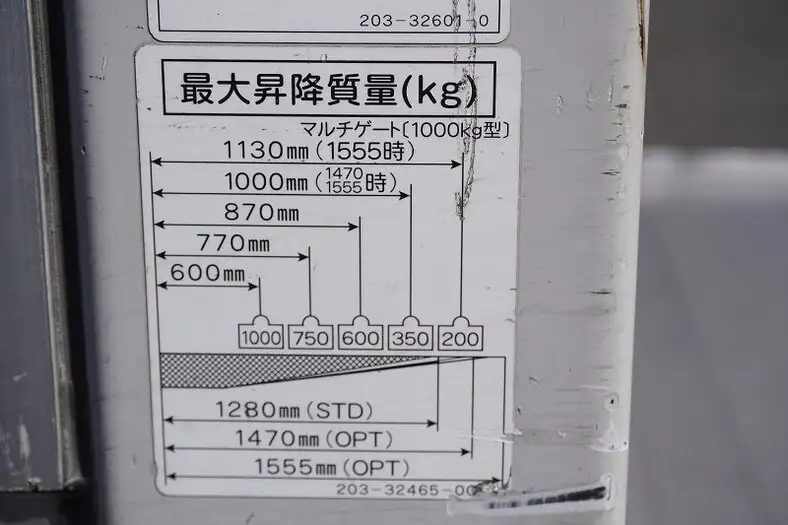 203-32601-0
最大昇降質量(kg)
マルチゲート〔1000kg型〕
1130mm(1555時)
1000mm(1470 1555時)
870mm
770mm
600mm
1000 750 600 350 200
1280mm(STD)
1470mm(OPT)
1555mm(OPT)
203-32465-00